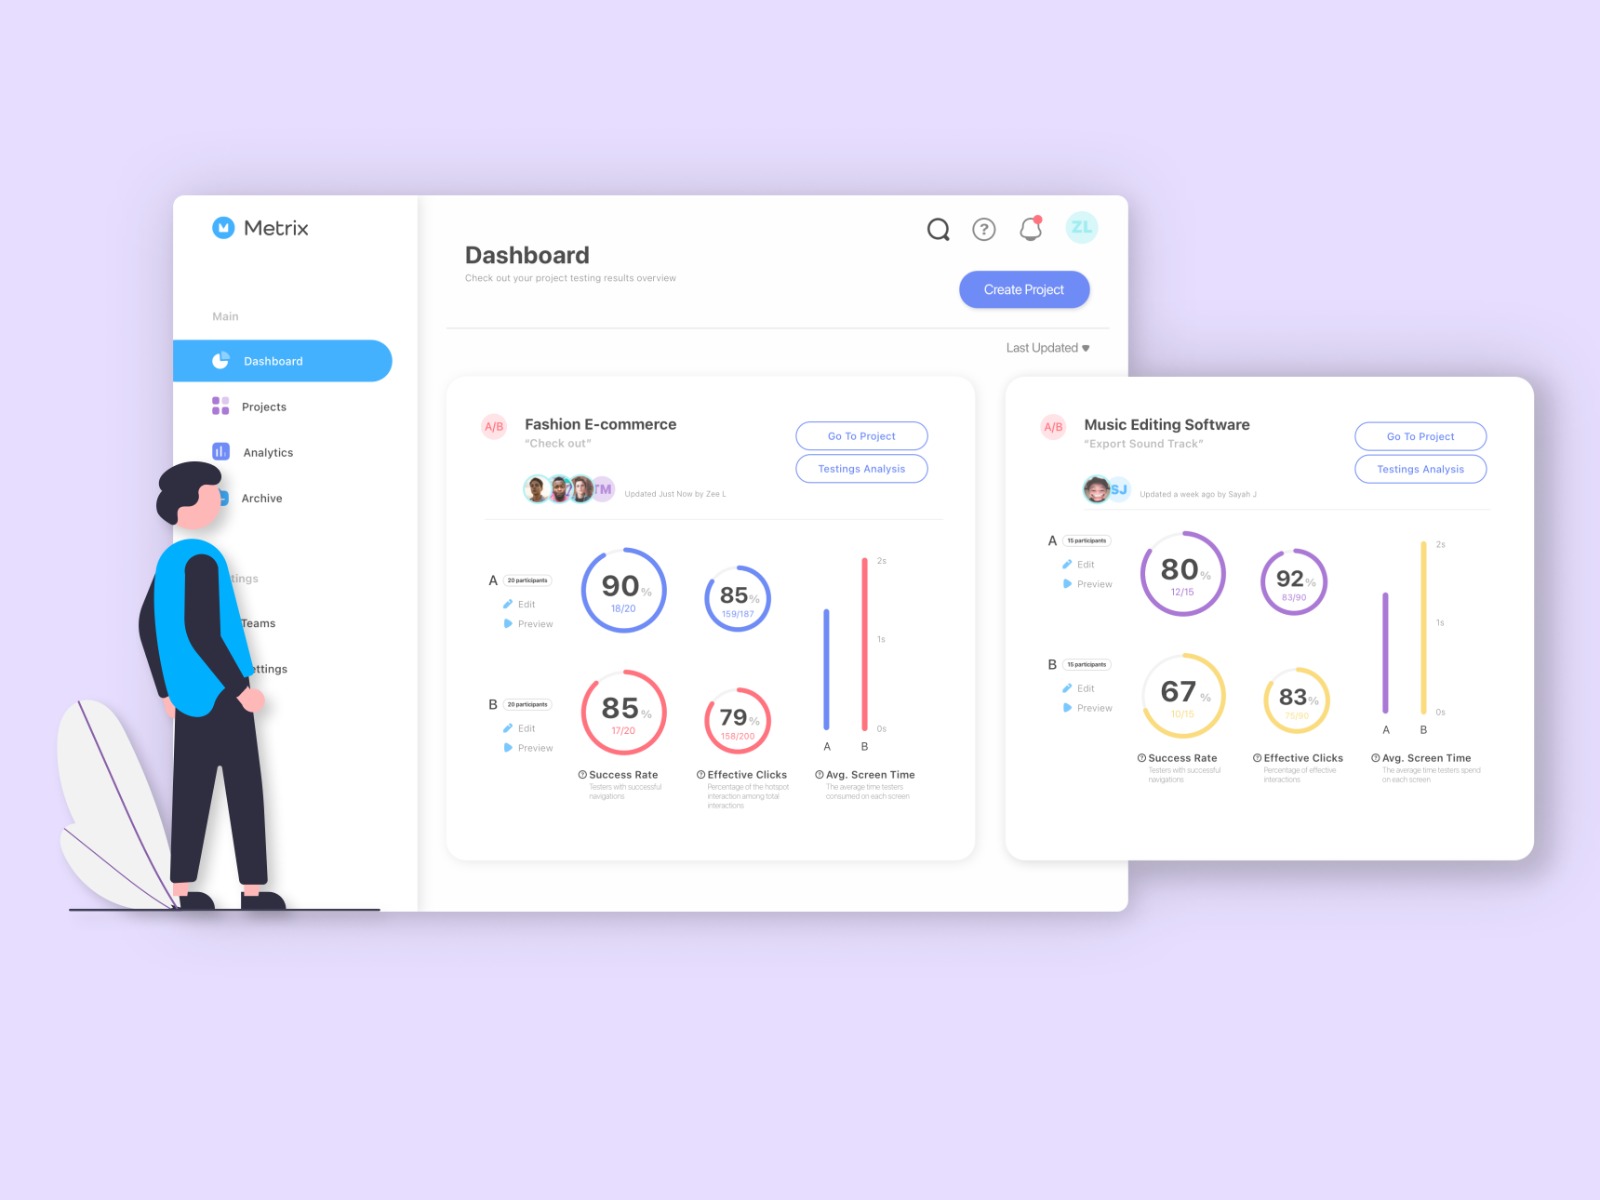 Metrix
Main
Dashboard
Projects
Analytics
Archive
tings
Teams
ettings
Dashboard
Check out your project testing results overview
?
ZL
Create Project
Last Updated
A/B
Fashion E-commerce
“Check out”
Go To Project
Testings Analysis
TM
Updated Just Now by Zee L
A
20 participants
Edit
Preview
90%
18/20
85%
159/187
B
20 participants
Edit
Preview
85%
17/20
79%
158/200
2s
1s
0s
A B
Success Rate
Testers with successful
navigations
Effective Clicks
Percentage of the hotspot
interaction among total
interactions
Avg. Screen Time
The average time testers
consumed on each screen
A/B
Music Editing Software
“Export Sound Track”
Go To Project
Testings Analysis
SJ
Updated a week ago by Sayah J
A
15 participants
Edit
Preview
80%
12/15
92%
83/90
B
15 participants
Edit
Preview
67%
10/15
83%
75/90
2s
1s
0s
A B
Success Rate
Testers with successful
navigations
Effective Clicks
Percentage of effective
interactions
Avg. Screen Time
The average time testers spend
on each screen